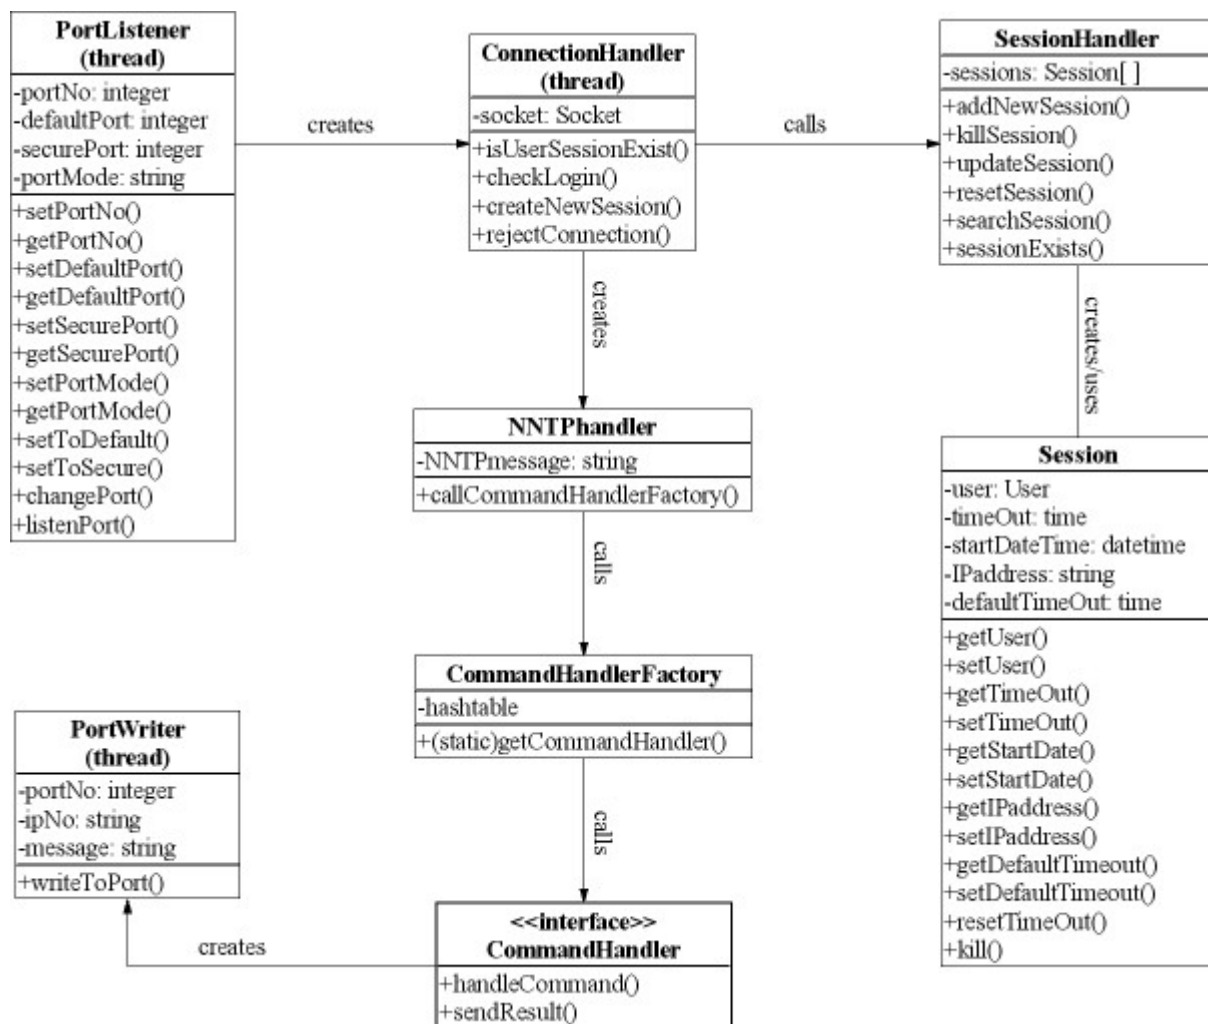 PortListener
(thread)
-portNo: integer
-defaultPort: integer
-securePort: integer
-portMode: string
+setPortNo()
+getPortNo()
+setDefaultPort()
+getDefaultPort()
+setSecurePort()
+getSecurePort()
+setPortMode()
+getPortMode()
+setToDefault()
+setToSecure()
+changePort()
+listenPort()
creates
ConnectionHandler
(thread)
-socket: Socket
+isUserSessionExist()
+checkLogin()
+createNewSession()
+rejectConnection()
calls
SessionHandler
-sessions: Session[ ]
+addNewSession()
+killSession()
+updateSession()
+resetSession()
+searchSession()
+sessionExists()
creates
creates/uses
NNTPhandler
-NNTPmessage: string
+callCommandHandlerFactory()
calls
Session
-user: User
-timeOut: time
-startDateTime: datetime
-IPaddress: string
-defaultTimeOut: time
+getUser()
+setUser()
+getTimeOut()
+setTimeOut()
+getStartDate()
+setStartDate()
+getIPaddress()
+setIPaddress()
+getDefaultTimeout()
+setDefaultTimeout()
+resetTimeOut()
+kill()
CommandHandlerFactory
-hashtable
+(static)getCommandHandler()
calls
PortWriter
(thread)
-portNo: integer
-ipNo: string
-message: string
+writeToPort()
creates
<<interface>>
CommandHandler
+handleCommand()
+sendResult()